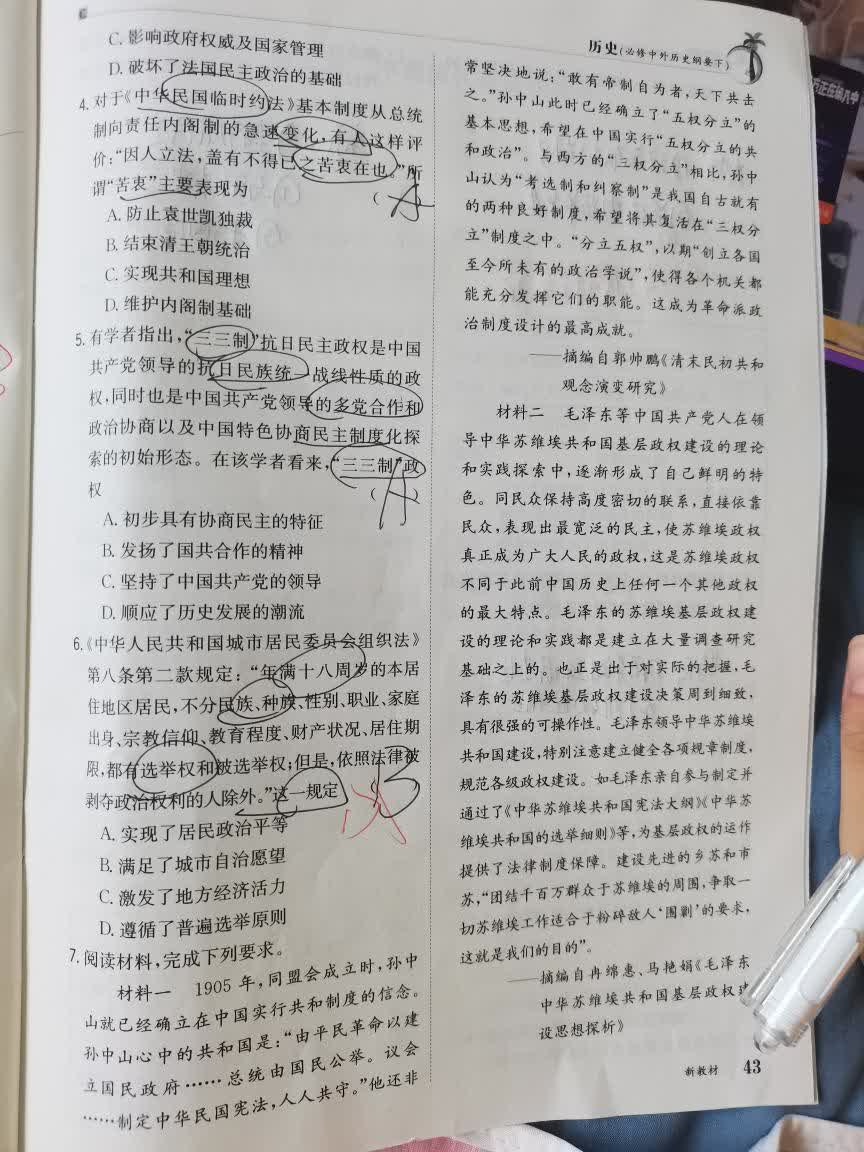 C. 影响政府权威及国家管理
D. 破坏了法国民主政治的基础
4. 对于《中华民国临时约法》基本制度从总统
制向责任内阁制的急速变化,有人这样评
价:“因人立法,盖有不得已之苦衷在也。”所
谓“苦衷”主要表现为
( A
A. 防止袁世凯独裁
B. 结束清王朝统治
C. 实现共和国理想
D. 维护内阁制基础
5. 有学者指出,“三三制”抗日民主政权是中国
共产党领导的抗日民族统一战线性质的政
权,同时也是中国共产党领导的多党合作和
政治协商以及中国特色协商民主制度化探
索的初始形态。在该学者看来,“三三制”政
权
( A )
A. 初步具有协商民主的特征
B. 发扬了国共合作的精神
C. 坚持了中国共产党的领导
D. 顺应了历史发展的潮流
6.《中华人民共和国城市居民委员会组织法》
第八条第二款规定:“年满十八周岁的本居
住地区居民,不分民族、种族、性别、职业、家庭
出身、宗教信仰、教育程度、财产状况、居住期
限,都有选举权和被选举权;但是,依照法律被
剥夺政治权利的人除外。”这一规定
B
A. 实现了居民政治平等
B. 满足了城市自治愿望
C. 激发了地方经济活力
D. 遵循了普遍选举原则
7. 阅读材料,完成下列要求。
材料一 1905 年,同盟会成立时,孙中
山就已经确立在中国实行共和制度的信念。
孙中山心中的共和国是:“由平民革命以建
立国民政府……总统由国民公举。议会
……制定中华民国宪法,人人共守。”他还非
历史(必修中外历史纲要下)
常坚决地说:“敢有帝制自为者,天下共击
之。”孙中山此时已经确立了“五权分立”的
基本思想,希望在中国实行“五权分立的共
和政治”。与西方的“三权分立”相比,孙中
山认为“考选制和纠察制”是我国自古就有
的两种良好制度,希望将其复活在“三权分
立”制度之中。“分立五权”,以期“创立各国
至今所未有的政治学说”,使得各个机关都
能充分发挥它们的职能。这成为革命派政
治制度设计的最高成就。
——摘编自郭帅鹏《清末民初共和
观念演变研究》
材料二 毛泽东等中国共产党人在领
导中华苏维埃共和国基层政权建设的理论
和实践探索中,逐渐形成了自己鲜明的特
色。同民众保持高度密切的联系,直接依靠
民众,表现出最宽泛的民主,使苏维埃政权
真正成为广大人民的政权,这是苏维埃政权
不同于此前中国历史上任何一个其他政权
的最大特点。毛泽东的苏维埃基层政权建
设的理论和实践都是建立在大量调查研究
基础之上的。也正是出于对实际的把握,毛
泽东的苏维埃基层政权建设决策周到细致,
具有很强的可操作性。毛泽东领导中华苏维埃
共和国建设,特别注意建立健全各项规章制度,
规范各级政权建设。如毛泽东亲自参与制定并
通过了《中华苏维埃共和国宪法大纲》《中华苏
维埃共和国的选举细则》等,为基层政权的运作
提供了法律制度保障。建设先进的乡苏和市
苏,“团结千百万群众于苏维埃的周围,争取一
切苏维埃工作适合于粉碎敌人‘围剿’的要求,
这就是我们的目的”。
——摘编自冉绵惠、马艳娟《毛泽东
中华苏维埃共和国基层政权建
设思想探析》
新教材 43